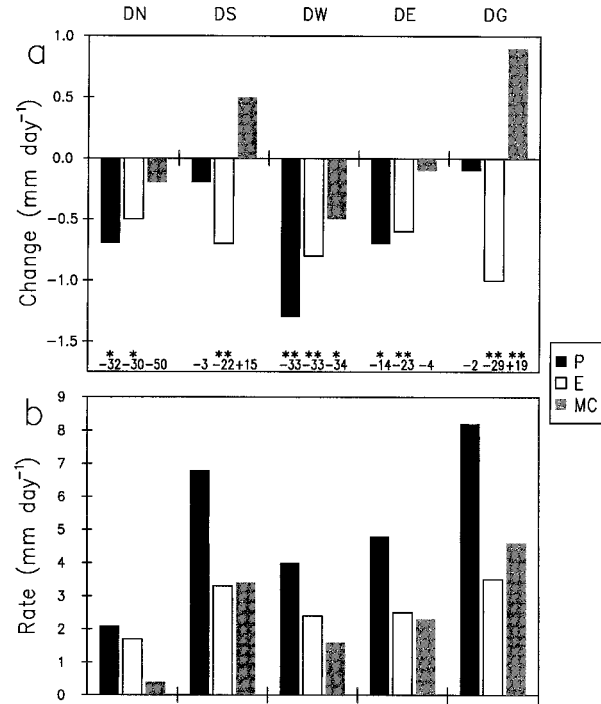 DN DS DW DE DG
a
Change (mm day⁻¹)
1.0
0.5
0.0
-0.5
-1.0
-1.5
* * ** ** ** * * ** ** **
-32 -30 -50 -3 -22 +15 -33 -33 -34 -14 -23 -4 -2 -29 +19
P
E
MC
b
Rate (mm day⁻¹)
9
8
7
6
5
4
3
2
1
0